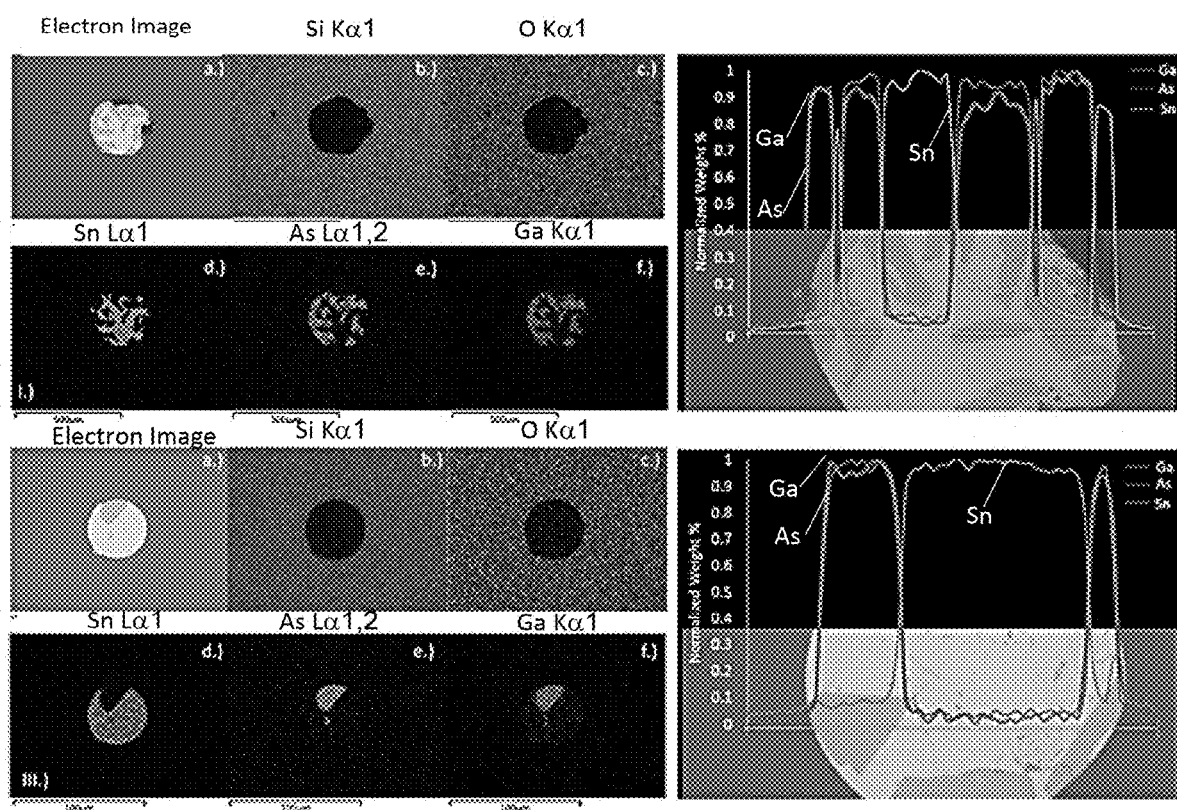 Electron Image
Si Kα1
O Kα1
a.)
b.)
c.)
Sn Lα1
As Lα1,2
Ga Kα1
d.)
e.)
f.)
I.)
Electron Image
Si Kα1
O Kα1
a.)
b.)
c.)
Sn Lα1
As Lα1,2
Ga Kα1
d.)
e.)
f.)
III.)
Normalized Weight %
1
0.9
0.8
0.7
0.6
0.5
0.4
0.3
0.2
0.1
0
Ga
As
Sn
Ga
As
Sn
Normalized Weight %
1
0.9
0.8
0.7
0.6
0.5
0.4
0.3
0.2
0.1
0
Ga
As
Sn
Ga
As
Sn